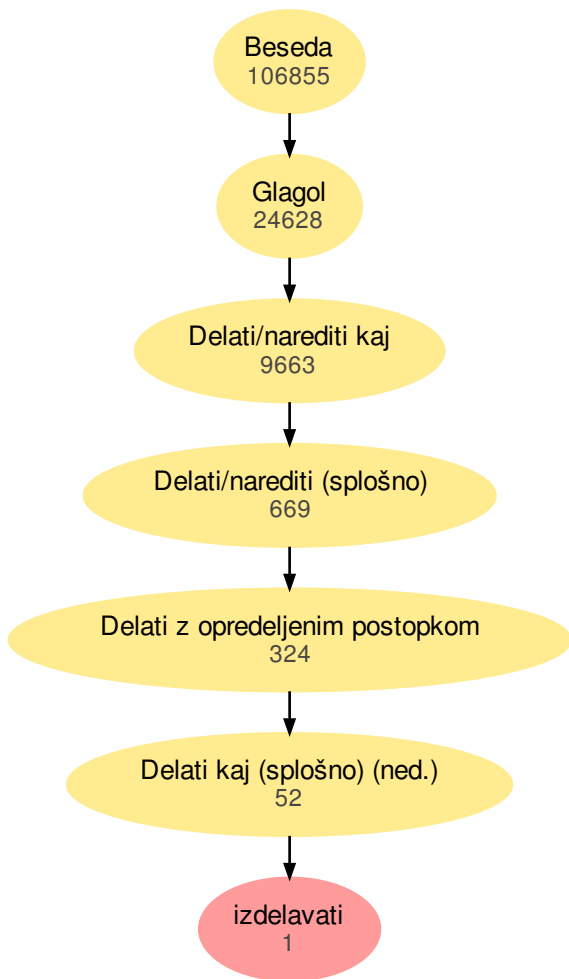 Beseda
106855
Glagol
24628
Delati/narediti kaj
9663
Delati/narediti (splošno)
669
Delati z opredeljenim postopkom
324
Delati kaj (splošno) (ned.)
52
izdelavati
1